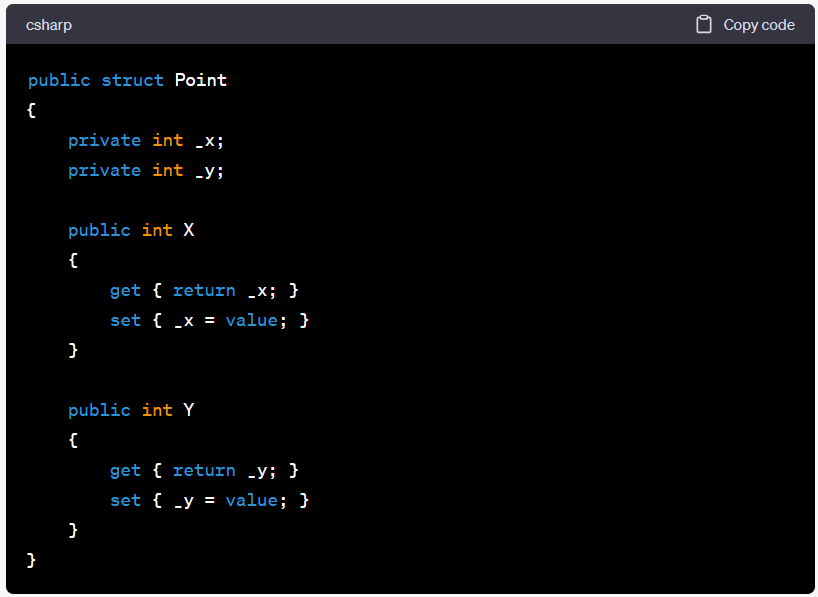 csharp
Copy code
public struct Point
{
    private int _x;
    private int _y;

    public int X
    {
        get { return _x; }
        set { _x = value; }
    }

    public int Y
    {
        get { return _y; }
        set { _y = value; }
    }
}